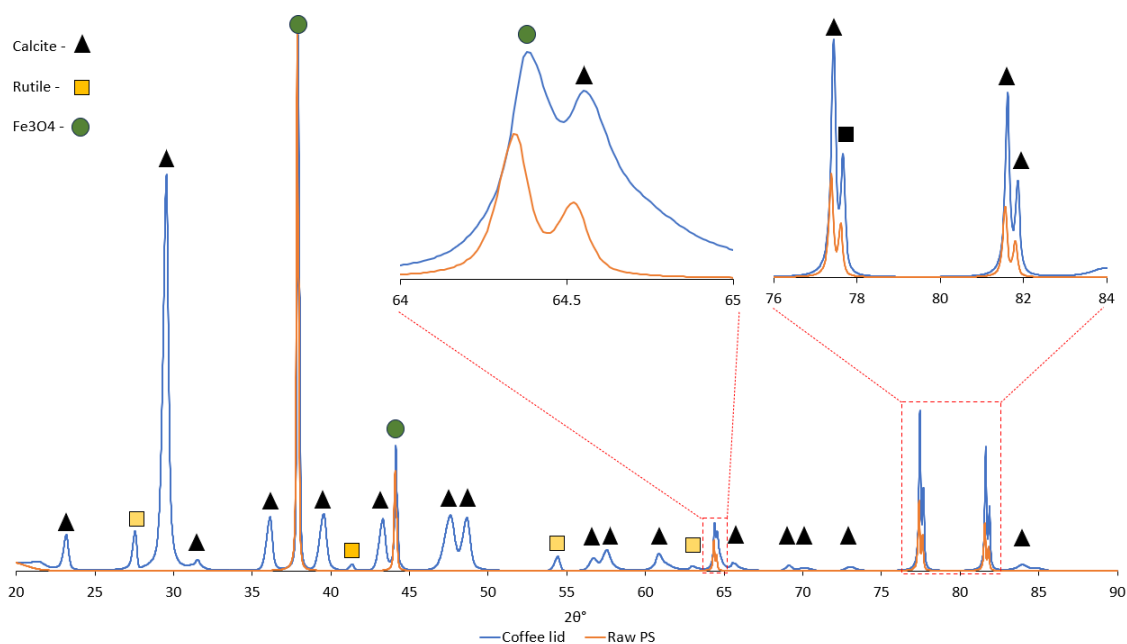 Calcite -
Rutile -
Fe3O4 -
64 64.5 65
76 78 80 82 84
20 25 30 35 40 45 50 55 60 65 70 75 80 85 90
2θ°
Coffee lid Raw PS